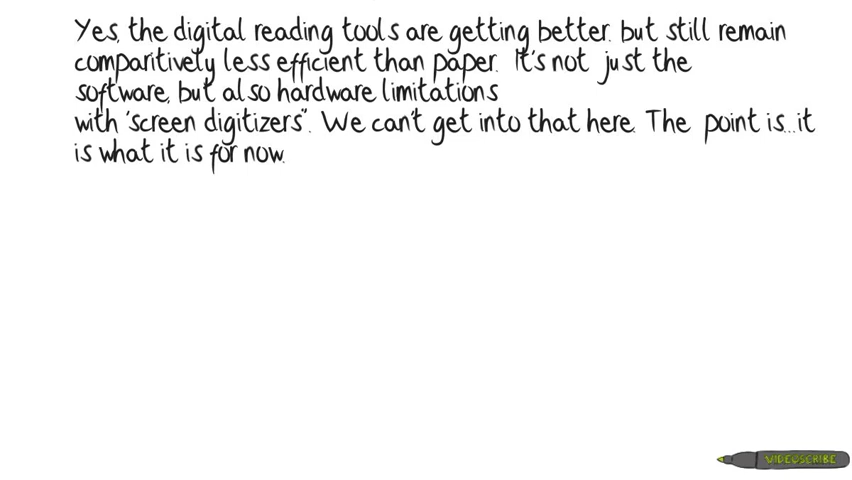 Yes, the digital reading tools are getting better. but still remain
comparitively less efficient than paper. It's not just the
software, but also hardware limitations
with 'screen digitizers". We can't get into that here. The point is...it
is what it is for now.
VIDEOSCRIBE